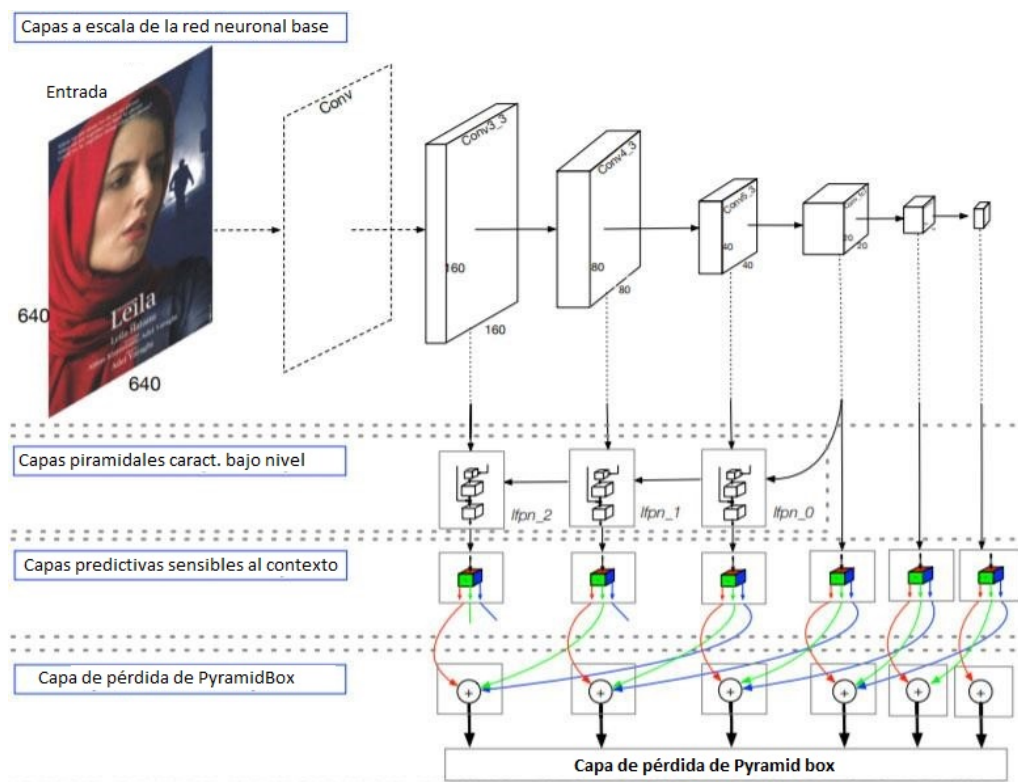 Capas a escala de la red neuronal base
Entrada
Conv
Conv3_3
Conv4_3
Conv5_3
Leila
640
640
160
160
80
80
40
40
20
20
Capas piramidales caract. bajo nivel
lfpn_2
lfpn_1
lfpn_0
Capas predictivas sensibles al contexto
Capa de pérdida de PyramidBox
+
+
+
+
+
+
Capa de pérdida de Pyramid box